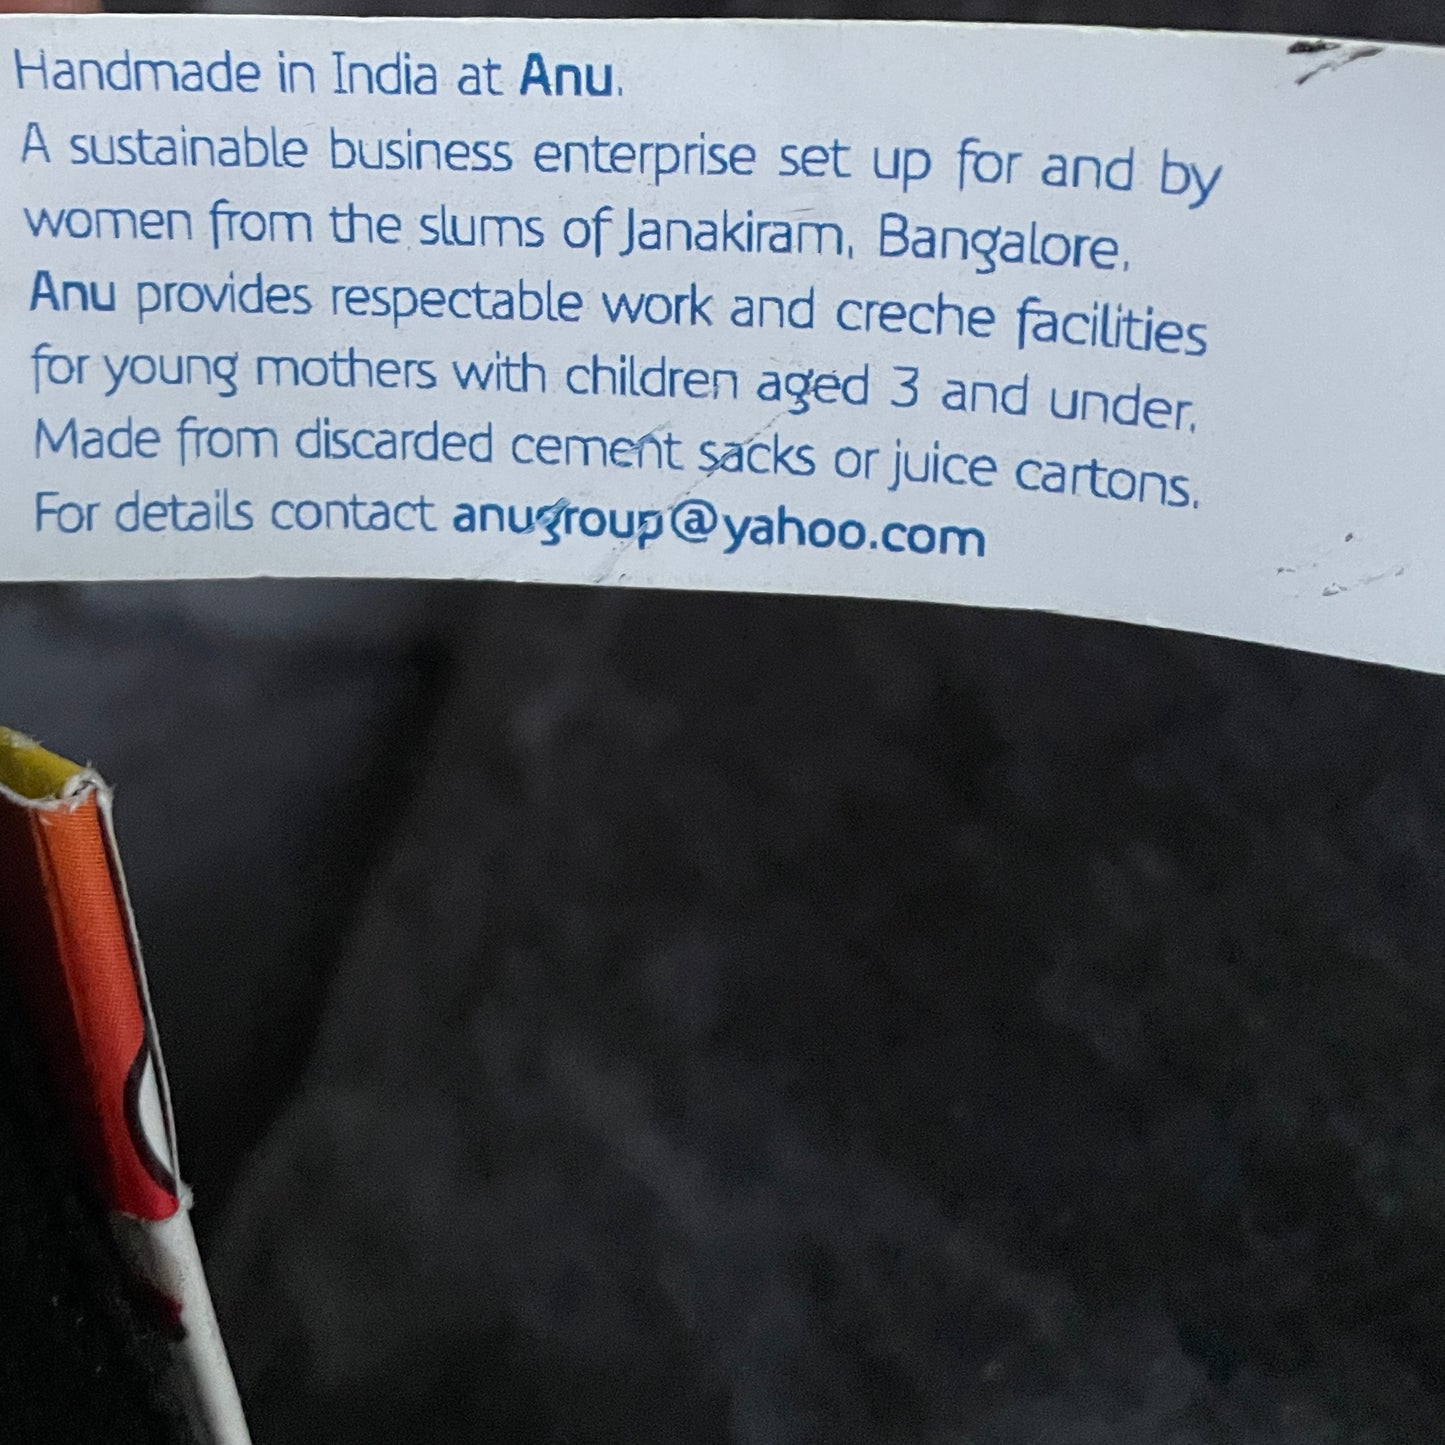 Handmade in India at Anu.
A sustainable business enterprise set up for and by
women from the slums of Janakiram, Bangalore.
Anu provides respectable work and creche facilities
for young mothers with children aged 3 and under.
Made from discarded cement sacks or juice cartons.
For details contact anugroup@yahoo.com